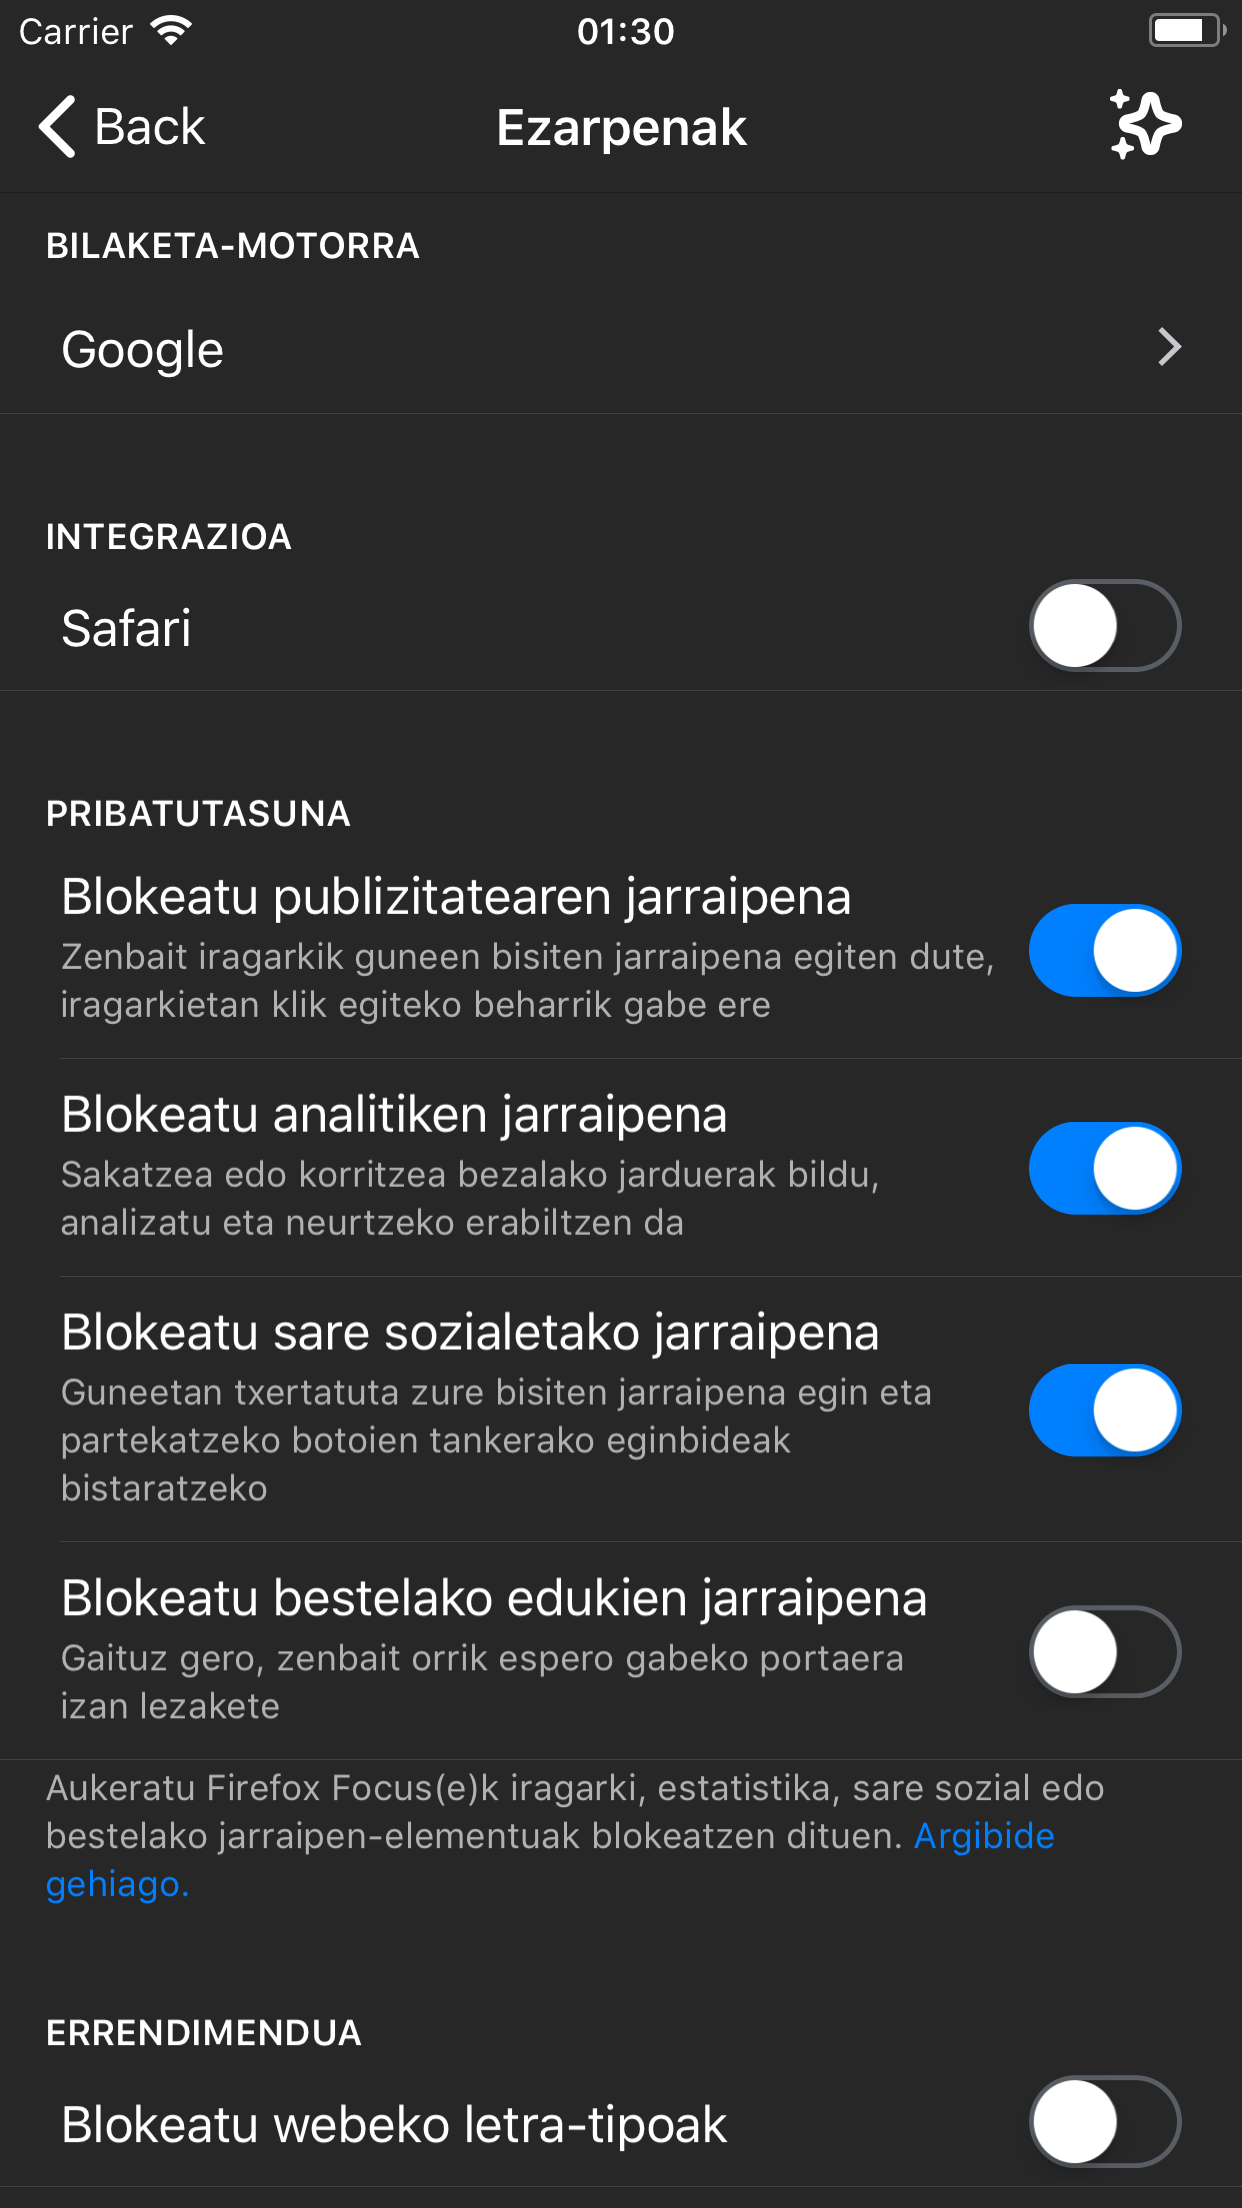 Carrier
01:30
Back
Ezarpenak
BILAKETA-MOTORRA
Google
INTEGRAZIOA
Safari
PRIBATUTASUNA
Blokeatu publizitatearen jarraipena
Zenbait iragarkik guneen bisiten jarraipena egiten dute,
iragarkietan klik egiteko beharrik gabe ere
Blokeatu analitiken jarraipena
Sakatzea edo korritzea bezalako jarduerak bildu,
analizatu eta neurtzeko erabiltzen da
Blokeatu sare sozialetako jarraipena
Guneetan txertatuta zure bisiten jarraipena egin eta
partekatzeko botoien tankerako eginbideak
bistaratzeko
Blokeatu bestelako edukien jarraipena
Gaituz gero, zenbait orrik espero gabeko portaera
izan lezakete
Aukeratu Firefox Focus(e)k iragarki, estatistika, sare sozial edo
bestelako jarraipen-elementuak blokeatzen dituen. Argibide
gehiago.
ERRENDIMENDUA
Blokeatu webeko letra-tipoak